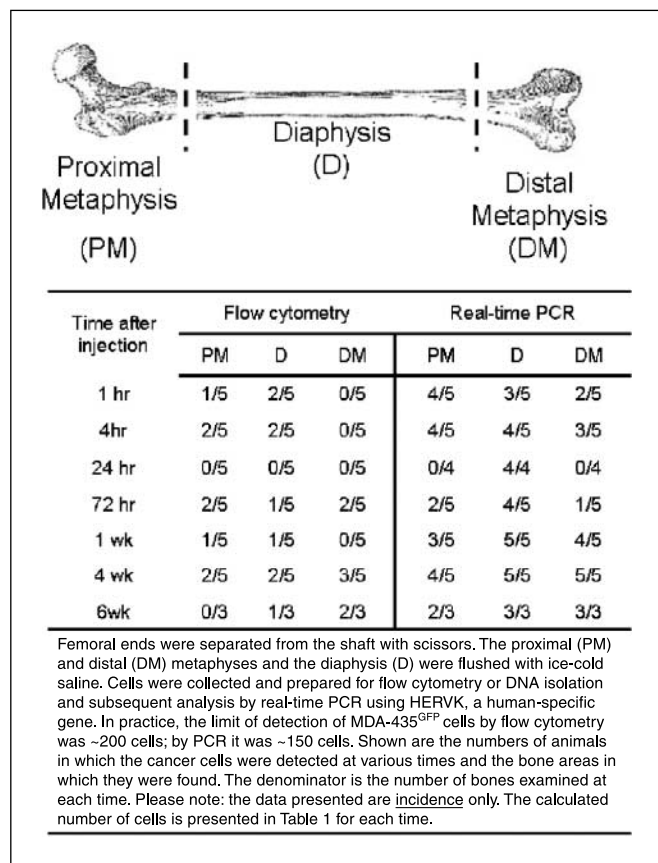 Proximal
Metaphysis
(PM)
Diaphysis
(D)
Distal
Metaphysis
(DM)
Time after
injection
Flow cytometry Real-time PCR
PM D DM PM D DM
1 hr 1/5 2/5 0/5 4/5 3/5 2/5
4hr 2/5 2/5 0/5 4/5 4/5 3/5
24 hr 0/5 0/5 0/5 0/4 4/4 0/4
72 hr 2/5 1/5 2/5 2/5 4/5 1/5
1 wk 1/5 1/5 0/5 3/5 5/5 4/5
4 wk 2/5 2/5 3/5 4/5 5/5 5/5
6wk 0/3 1/3 2/3 2/3 3/3 3/3
Femoral ends were separated from the shaft with scissors. The proximal (PM)
and distal (DM) metaphyses and the diaphysis (D) were flushed with ice-cold
saline. Cells were collected and prepared for flow cytometry or DNA isolation
and subsequent analysis by real-time PCR using HERVK, a human-specific
gene. In practice, the limit of detection of MDA-435GFP cells by flow cytometry
was ~200 cells; by PCR it was ~150 cells. Shown are the numbers of animals
in which the cancer cells were detected at various times and the bone areas in
which they were found. The denominator is the number of bones examined at
each time. Please note: the data presented are incidence only. The calculated
number of cells is presented in Table 1 for each time.